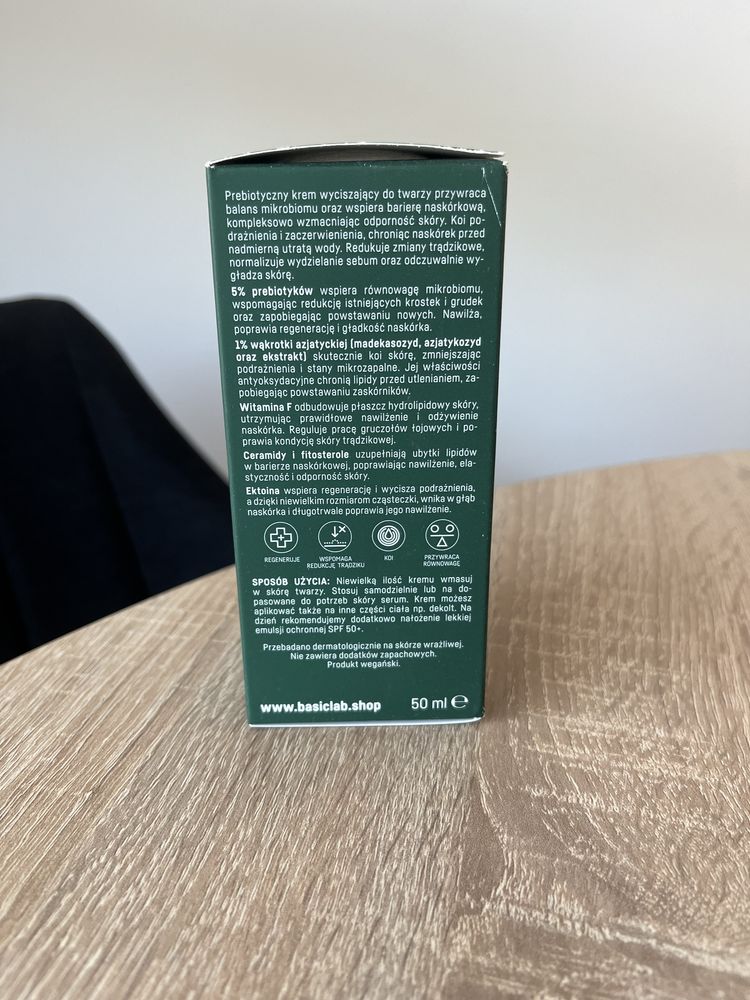 Prebiotyczny krem wyciszający do twarzy przywraca
balans mikrobiomu oraz wspiera barierę naskórkową,
kompleksowo wzmacniając odporność skóry. Koi po-
drażnienia i zaczerwienienia, chroniąc naskórek przed
nadmierną utratą wody. Redukuje zmiany trądzikowe,
normalizuje wydzielanie sebum oraz odczuwalnie wy-
gładza skórę.
5% prebiotyków wspiera równowagę mikrobiomu,
wspomagając redukcję istniejących krostek i grudek
oraz zapobiegając powstawaniu nowych. Nawilża,
poprawia regenerację i gładkość naskórka.
1% wąkrotki azjatyckiej (madekasozyd, azjatykozyd
oraz ekstrakt) skutecznie koi skórę, zmniejszając
podrażnienia i stany mikrozapalne. Jej właściwości
antyoksydacyjne chronią lipidy przed utlenianiem, za-
pobiegając powstawaniu zaskórników.
Witamina F odbudowuje płaszcz hydrolipidowy skóry,
utrzymując prawidłowe nawilżenie i odżywienie
naskórka. Reguluje pracę gruczołów łojowych i po-
prawia kondycję skóry trądzikowej.
Ceramidy i fitosterole uzupełniają ubytki lipidów
w barierze naskórkowej, poprawiając nawilżenie, ela-
styczność i odporność skóry.
Ektoina wspiera regenerację i wycisza podrażnienia,
a dzięki niewielkim rozmiarom cząsteczki, wnika w głąb
naskórka i długotrwale poprawia jego nawilżenie.
REGENERUJE
WSPOMAGA
REDUKCJĘ TRĄDZIKU
KOI
PRZYWRACA
RÓWNOWAGĘ
SPOSÓB UŻYCIA: Niewielką ilość kremu wmasuj
w skórę twarzy. Stosuj samodzielnie lub na do-
pasowane do potrzeb skóry serum. Krem możesz
aplikować także na inne części ciała np. dekolt. Na
dzień rekomendujemy dodatkowo nałożenie lekkiej
emulsji ochronnej SPF 50+.
Przebadano dermatologicznie na skórze wrażliwej.
Nie zawiera dodatków zapachowych.
Produkt wegański.
www.basiclab.shop 50 ml ℮